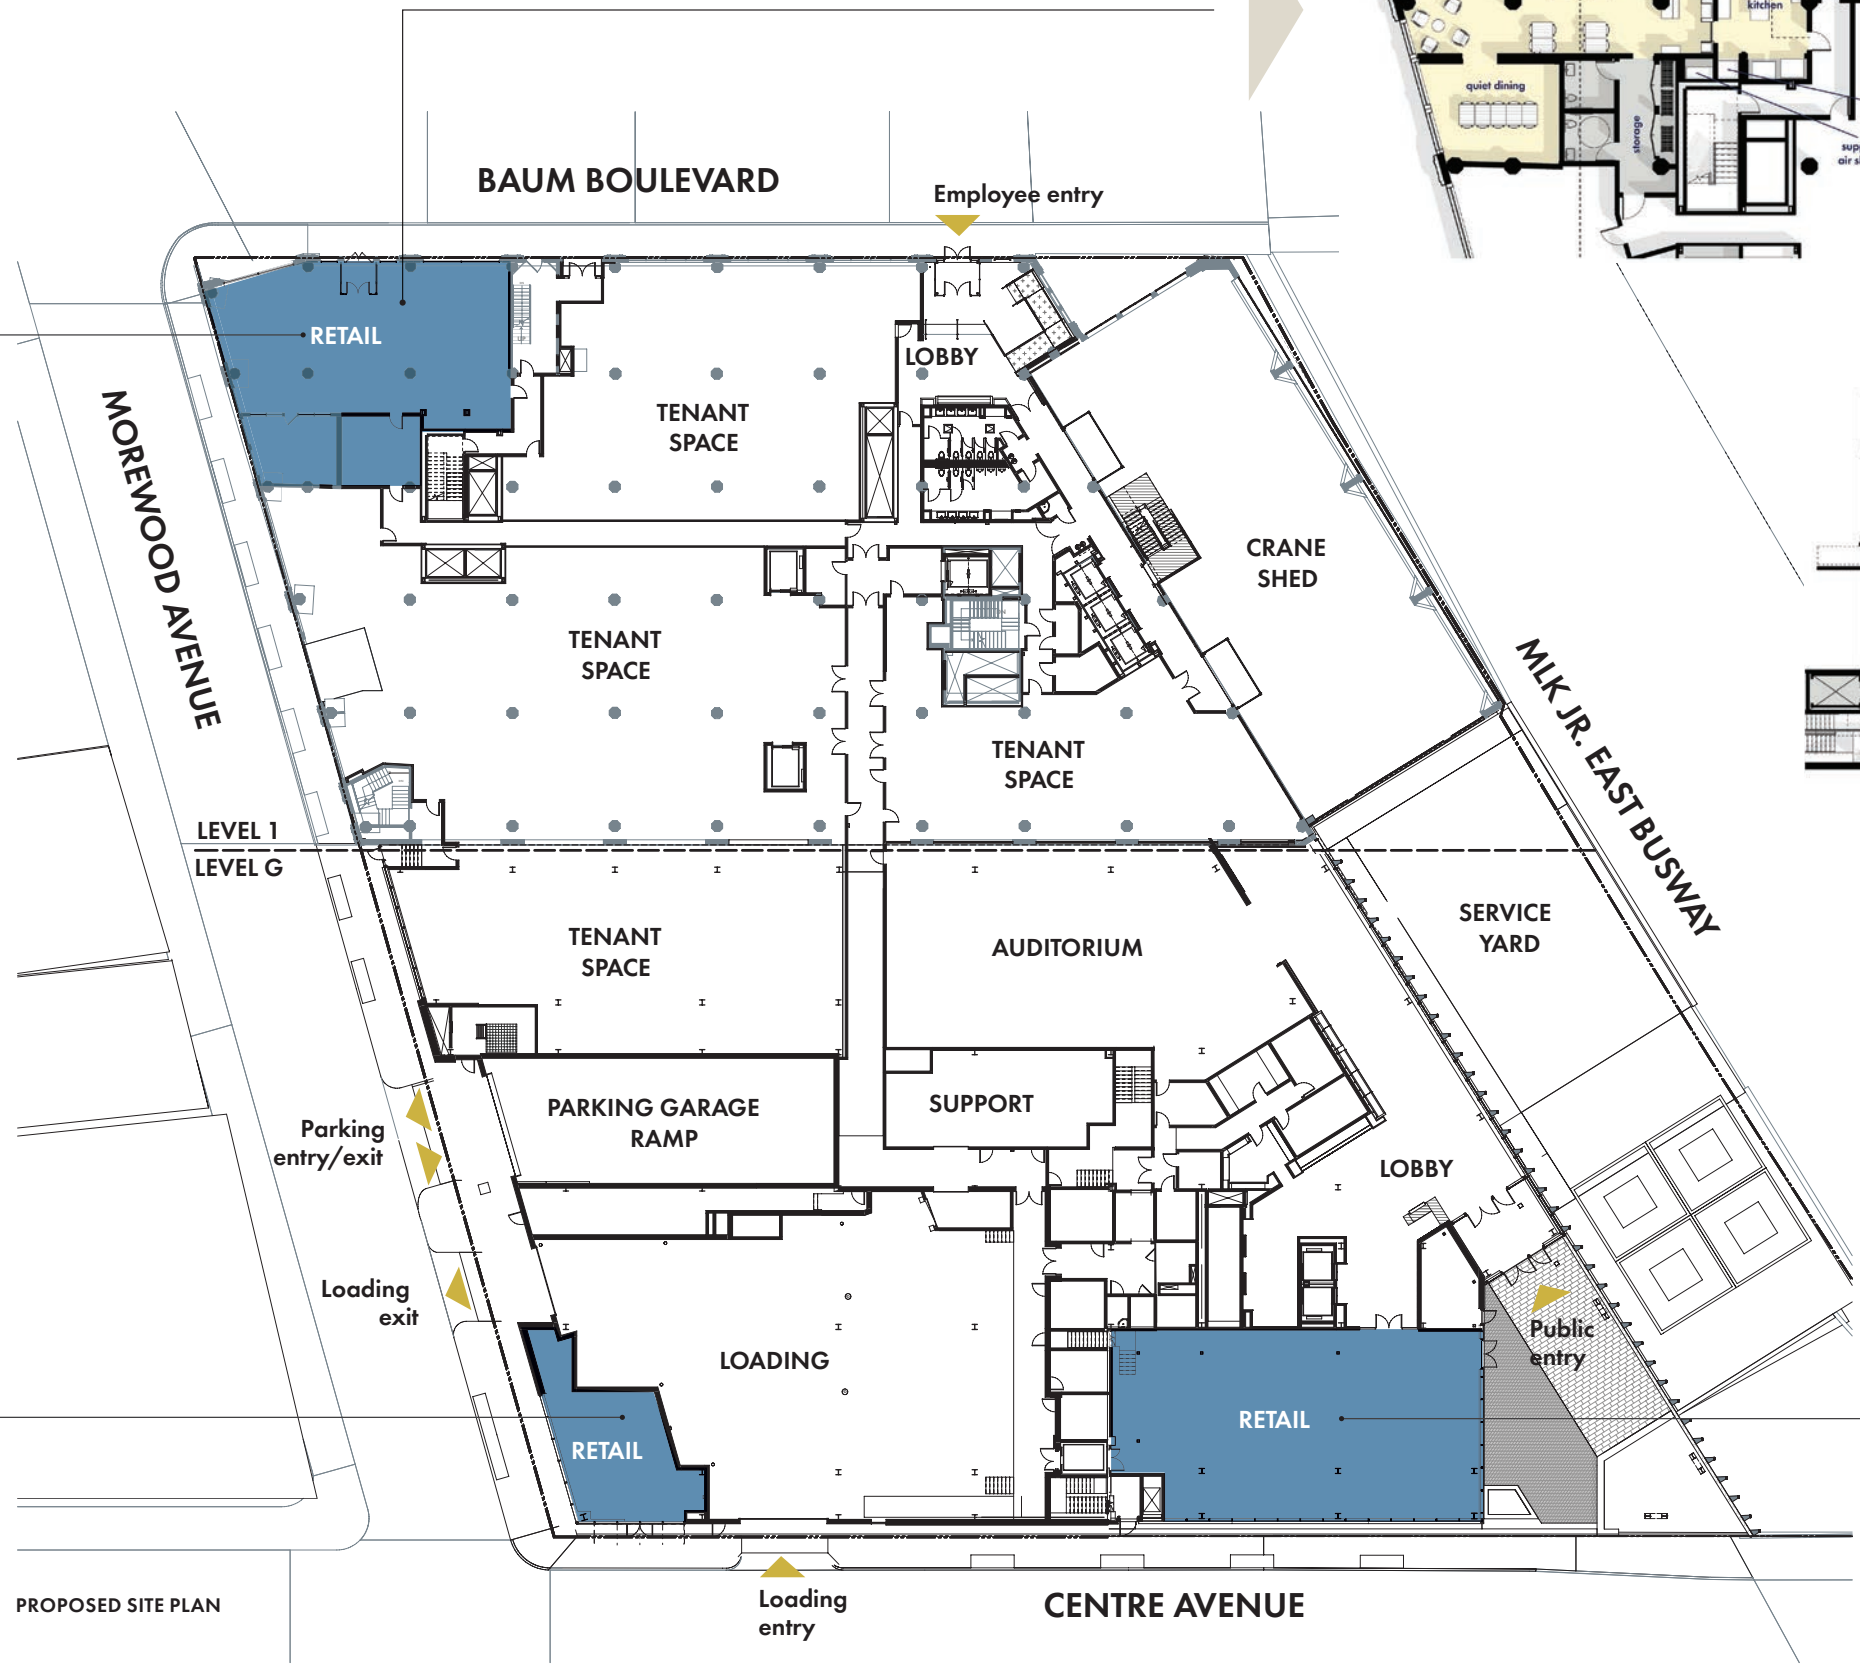 kitchen
quiet dining
storage
BAUM BOULEVARD
Employee entry
RETAIL
LOBBY
TENANT
SPACE
MOREWOOD AVENUE
CRANE
SHED
TENANT
SPACE
TENANT
SPACE
MLK JR. EAST BUSWAY
LEVEL 1
LEVEL G
TENANT
SPACE
AUDITORIUM
SERVICE
YARD
PARKING GARAGE
RAMP
SUPPORT
Parking
entry/exit
LOBBY
Loading
exit
Public
entry
LOADING
RETAIL
RETAIL
Loading
entry
CENTRE AVENUE
PROPOSED SITE PLAN